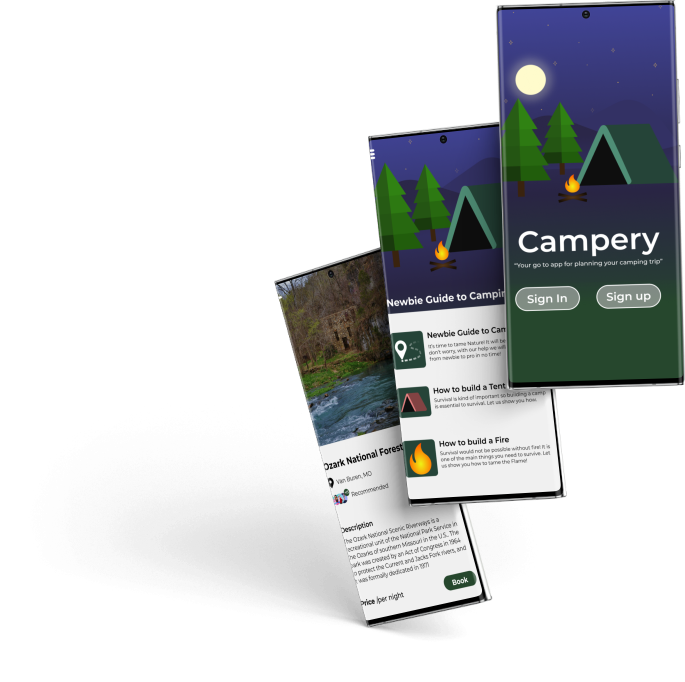 Campery
"Your go to app for planning your camping trip"
Sign In
Sign up
Newbie Guide to
Newbie Guide to
It's time to tame Nature! It will be
don't worry, with our help we will
from newbie to pro in no time!
How to build a Tent
Survival is kind of important so building a camp
is essential to survival. Let us show you how.
How to build a Fire
Survival would not be possible without fire! It is
one of the main things you need to survive. Let
us show you how to tame the Flame!
Ozark National Forest
Van Buren, MO
Recommended
Description
The Ozark National Scenic Riverways is a
recreational unit of the National Park Service in
the Ozarks of southern Missouri in the U.S.. The
park was created by an Act of Congress in 1964
to protect the Current and Jacks Fork rivers, and
it was formally dedicated in 1971
Price /per night
Book